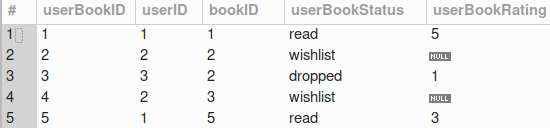 # userBookID userID bookID userBookStatus userBookRating
1 1 1 1 read 5
2 2 2 2 wishlist NULL
3 3 3 2 dropped 1
4 4 2 3 wishlist NULL
5 5 1 5 read 3